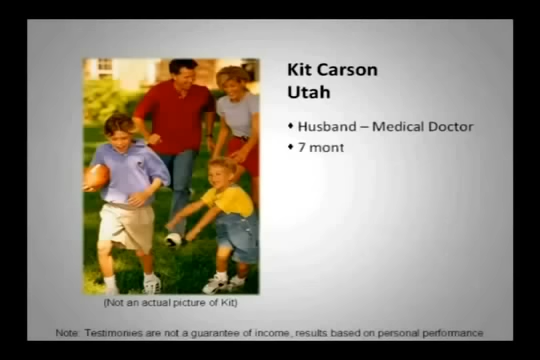 Kit Carson
Utah
♦ Husband – Medical Doctor
♦ 7 mont
(Not an actual picture of Kit)
Note: Testimonies are not a guarantee of income, results based on personal performance